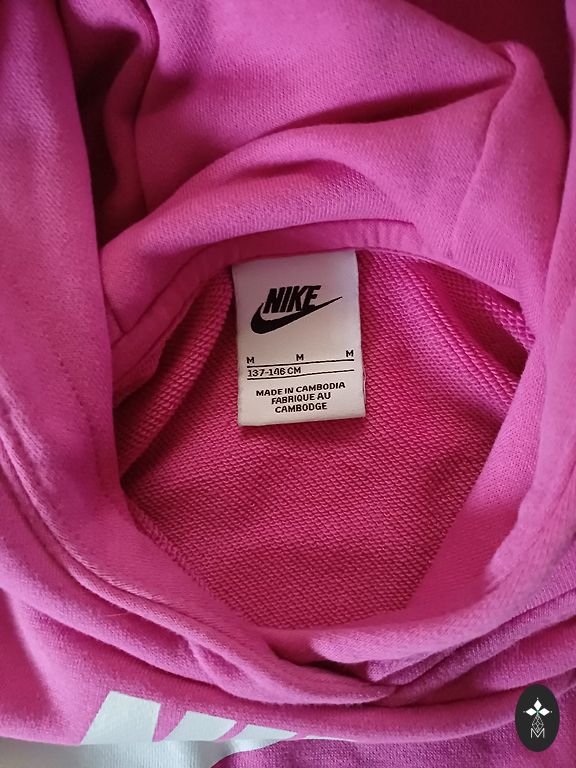 NIKE
M M M
137-146 CM
MADE IN CAMBODIA
FABRIQUE AU
CAMBODGE
M